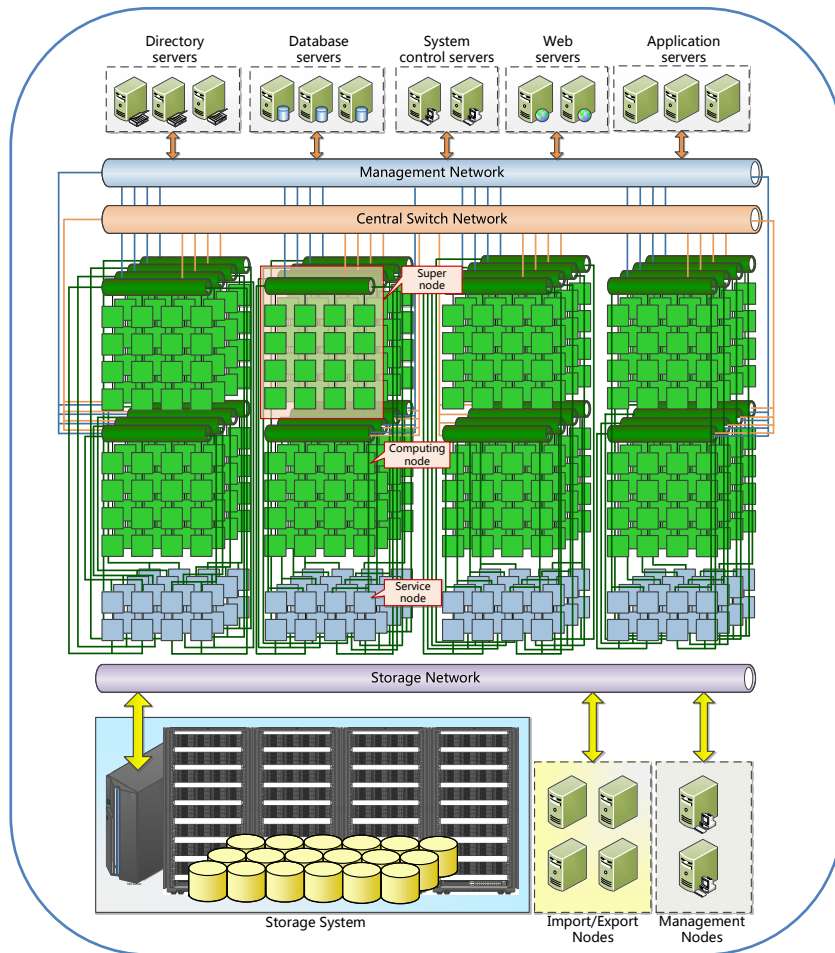 Directory servers
Database servers
System control servers
Web servers
Application servers
Management Network
Central Switch Network
Super node
Computing node
Service node
Storage Network
Storage System
Import/Export Nodes
Management Nodes